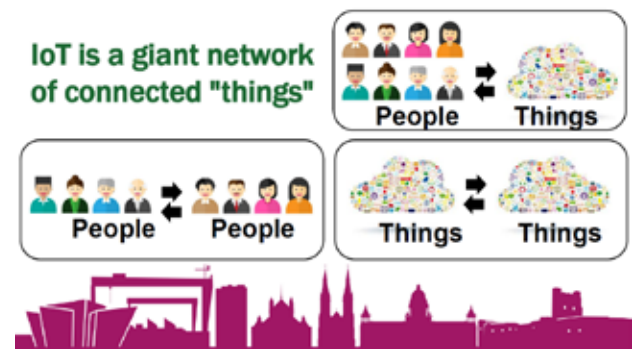 IoT is a giant network
of connected "things"
People Things
People People
Things Things